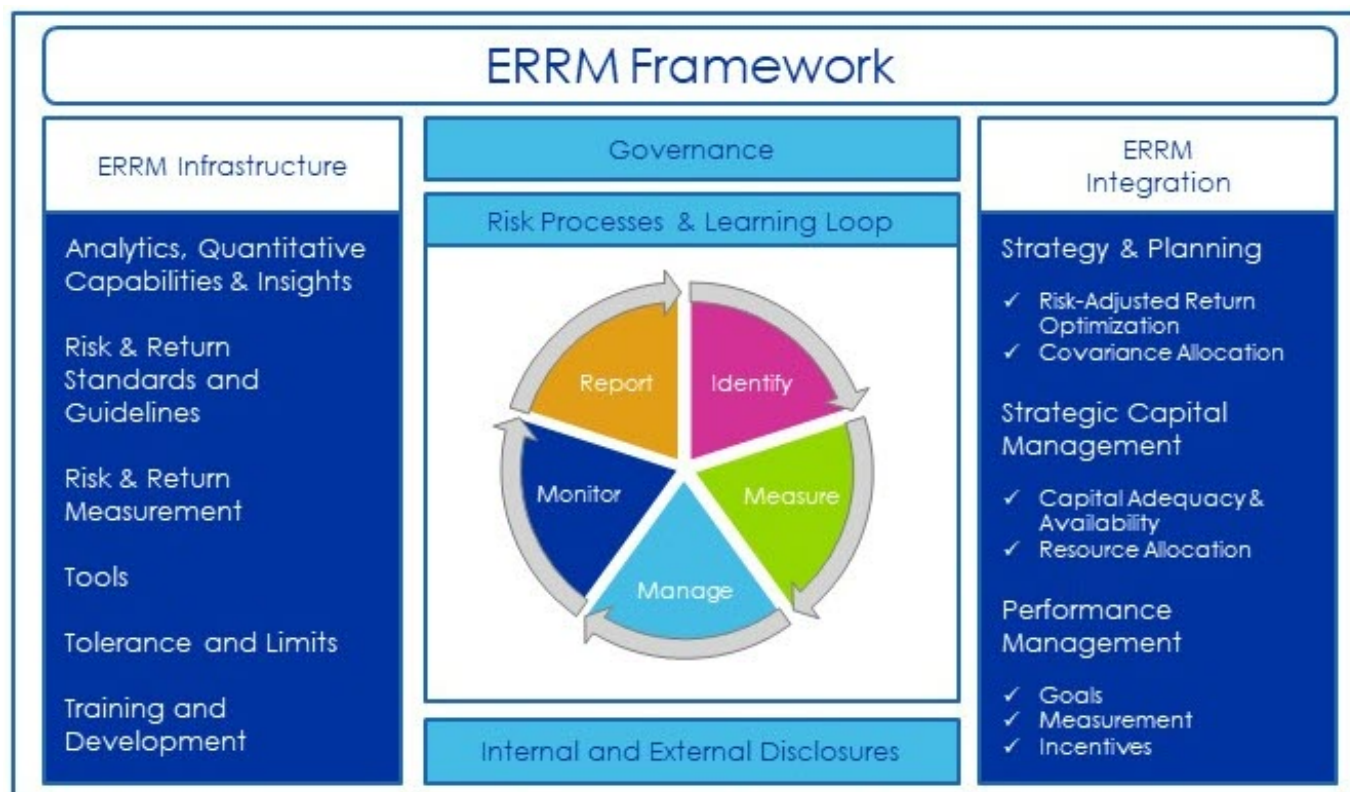 ERRM Framework
ERRM Infrastructure
Analytics, Quantitative
Capabilities & Insights
Risk & Return
Standards and
Guidelines
Risk & Return
Measurement
Tools
Tolerance and Limits
Training and
Development
Governance
Risk Processes & Learning Loop
Report
Identify
Monitor
Measure
Manage
Internal and External Disclosures
ERRM
Integration
Strategy & Planning
✓ Risk-Adjusted Return
Optimization
✓ Covariance Allocation
Strategic Capital
Management
✓ Capital Adequacy &
Availability
✓ Resource Allocation
Performance
Management
✓ Goals
✓ Measurement
✓ Incentives